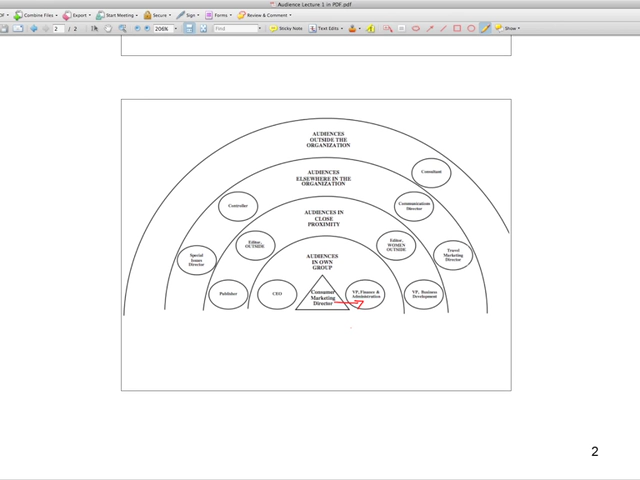 Audience Lecture 1 in PDF.pdf
PDF Combine Files Export Start Meeting Secure Sign Forms Review & Comment
2 / 2 206% Find Sticky Note Text Edits Show
AUDIENCES
OUTSIDE THE
ORGANIZATION
Consultant
AUDIENCES
ELSEWHERE IN THE
ORGANIZATION
Controller
Communications
Director
AUDIENCES IN
CLOSE
PROXIMITY
Editor,
OUTSIDE
Editor,
WOMEN
OUTSIDE
Special
Issues
Director
Travel
Marketing
Director
AUDIENCES
IN OWN
GROUP
Publisher
CEO
Consumer
Marketing
Director
VP, Finance &
Administration
VP, Business
Development
2